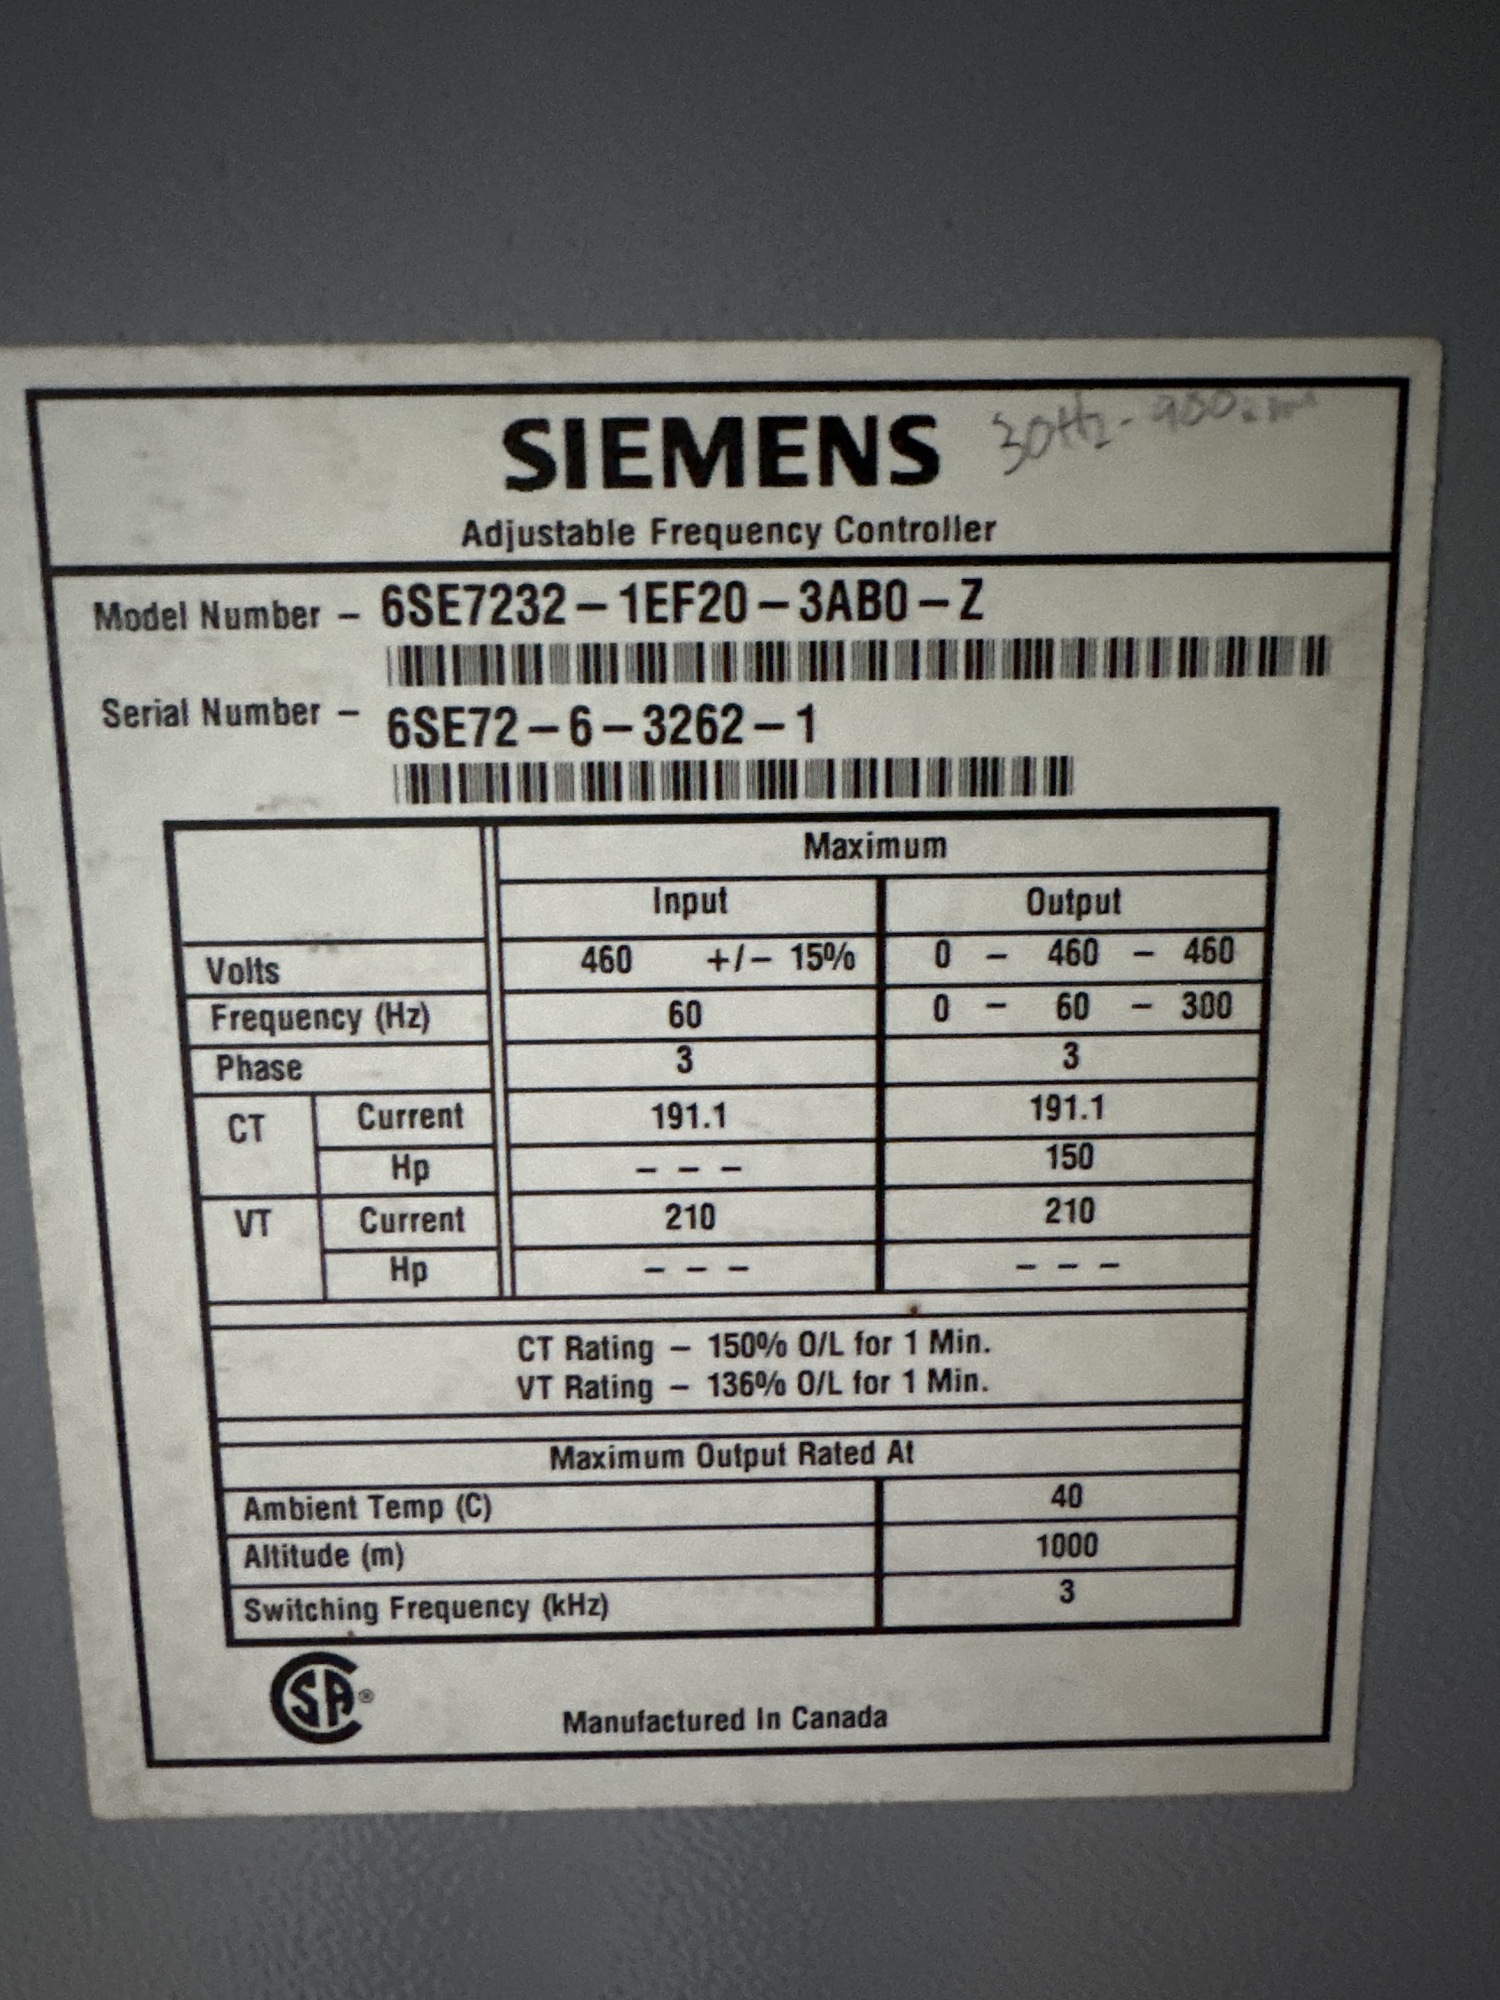 SIEMENS 30Hz - 900
Adjustable Frequency Controller
Model Number – 6SE7232 – 1EF20 – 3AB0 – Z
Serial Number – 6SE72 – 6 – 3262 – 1
Maximum
Input Output
Volts 460 +/– 15% 0 – 460 – 460
Frequency (Hz) 60 0 – 60 – 300
Phase 3 3
CT Current 191.1 191.1
Hp – – – 150
VT Current 210 210
Hp – – – – – –
CT Rating – 150% O/L for 1 Min.
VT Rating – 136% O/L for 1 Min.
Maximum Output Rated At
Ambient Temp (C) 40
Altitude (m) 1000
Switching Frequency (kHz) 3
CSA ®
Manufactured In Canada